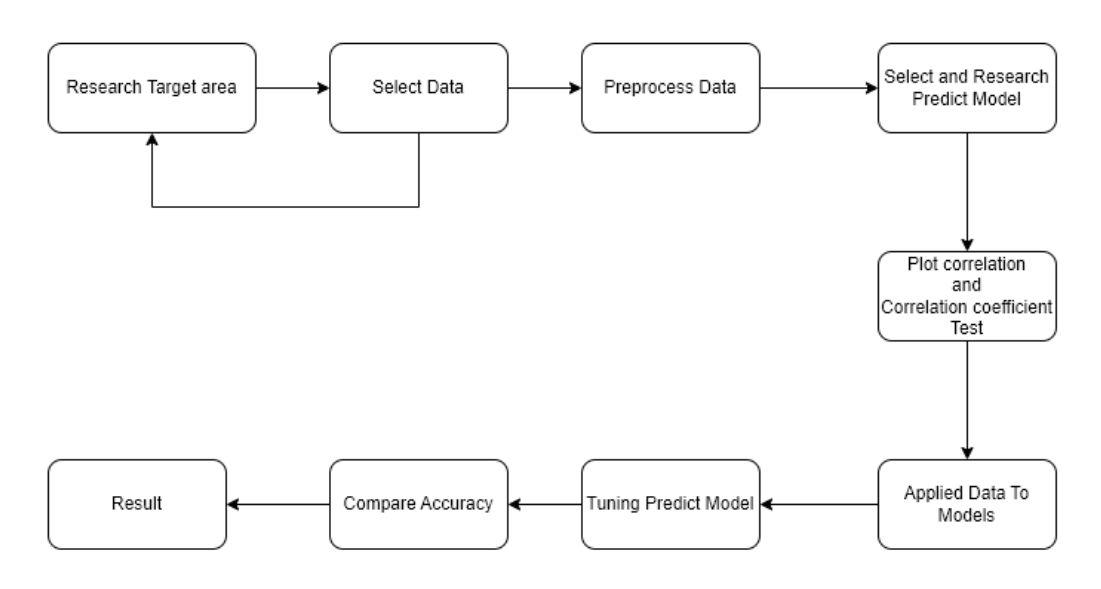 Research Target area
Select Data
Preprocess Data
Select and Research
Predict Model
Plot correlation
and
Correlation coefficient
Test
Applied Data To
Models
Tuning Predict Model
Compare Accuracy
Result